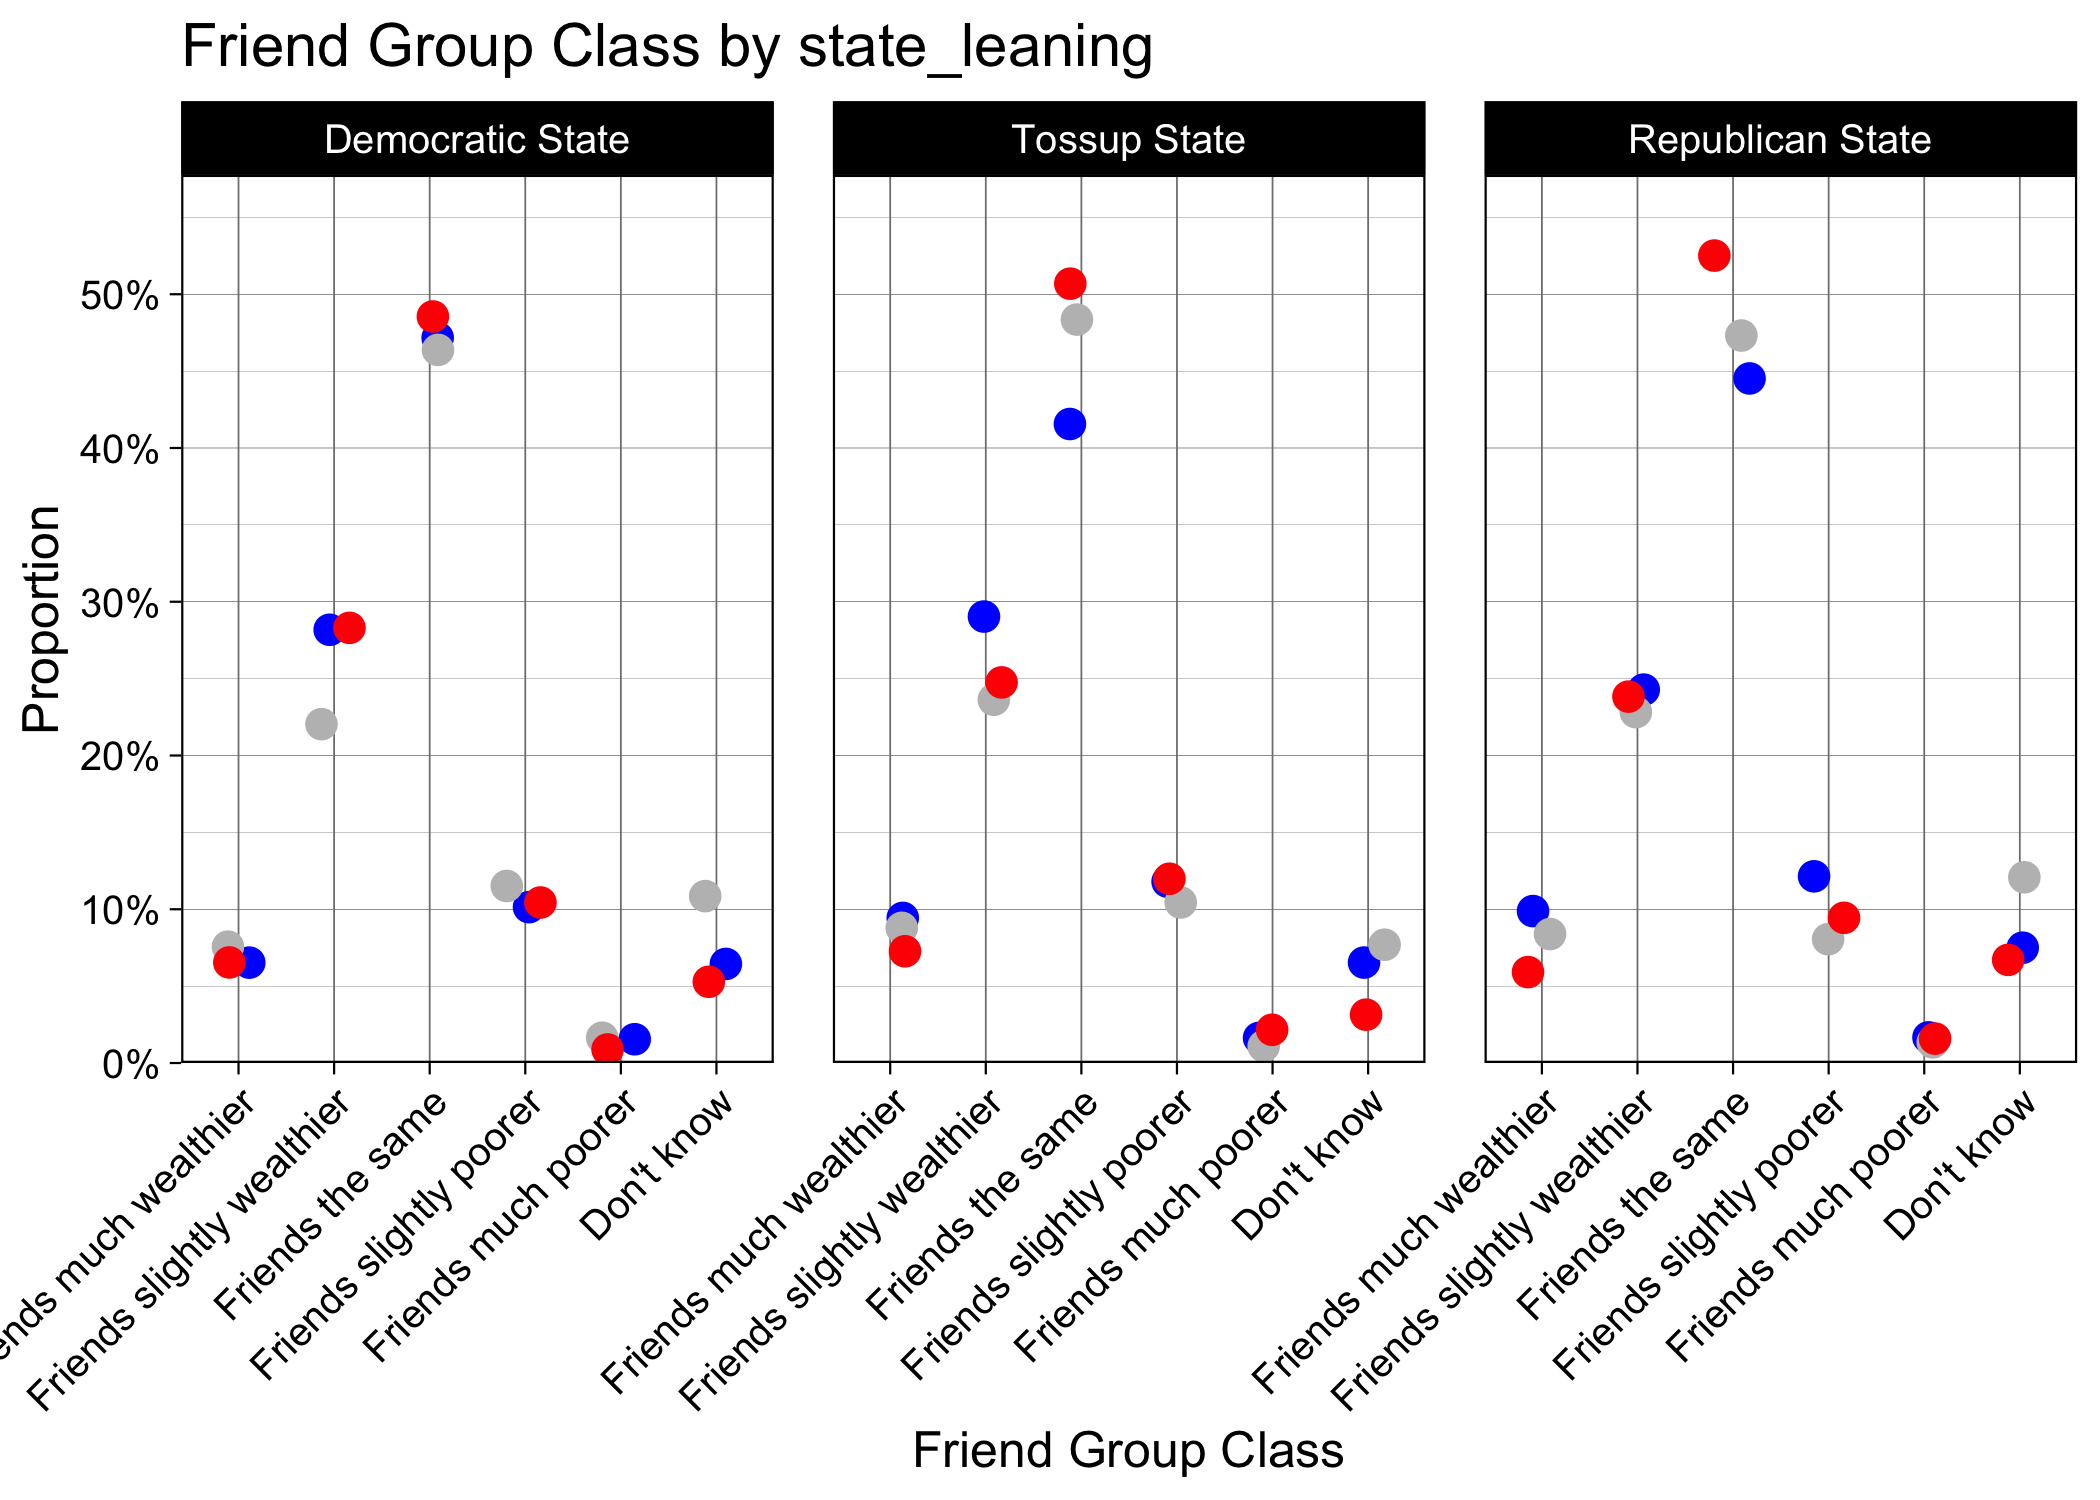 Friend Group Class by state_leaning
Democratic State
Tossup State
Republican State
Proportion
50%
40%
30%
20%
10%
0%
much wealthier
Friends slightly wealthier
Friends the same
Friends slightly poorer
Friends much poorer
Don't know
Friends much wealthier
Friends slightly wealthier
Friends the same
Friends slightly poorer
Friends much poorer
Don't know
Friends much wealthier
Friends slightly wealthier
Friends the same
Friends slightly poorer
Friends much poorer
Don't know
Friend Group Class